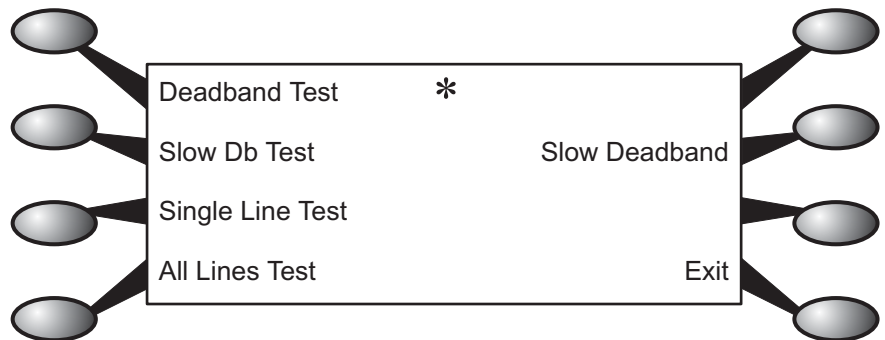 Deadband Test *
Slow Db Test Slow Deadband
Single Line Test
All Lines Test Exit